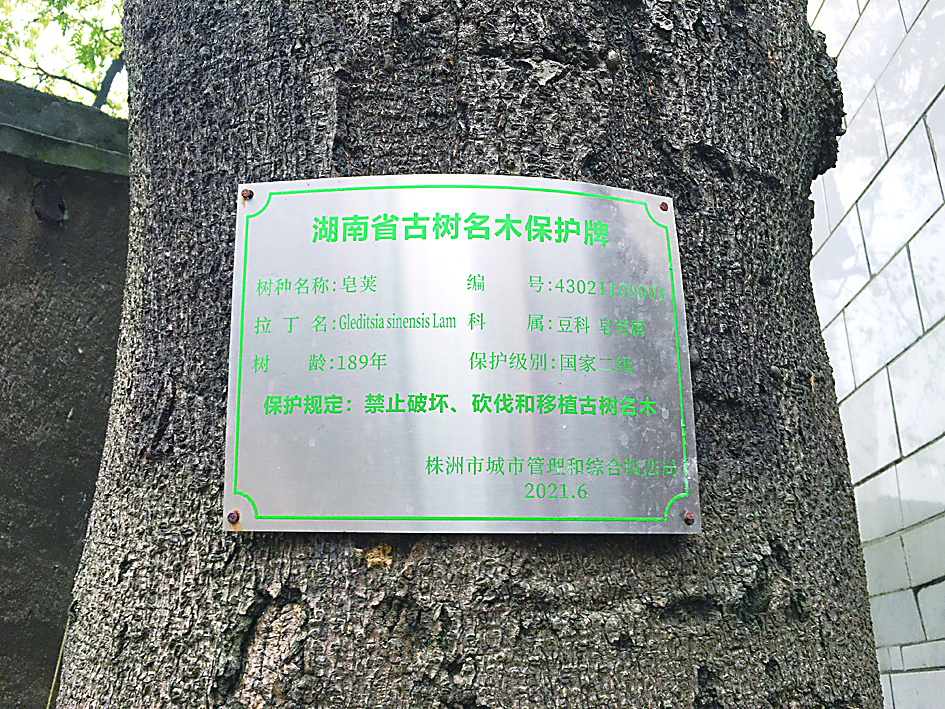 湖南省古树名木保护牌
树种名称:皂荚 编 号:43021100001
拉 丁 名:Gleditsia sinensis Lam 科 属:豆科 皂荚属
树 龄:189年 保护级别:国家二级
保护规定：禁止破坏、砍伐和移植古树名木
株洲市城市管理和综合执法局
2021.6